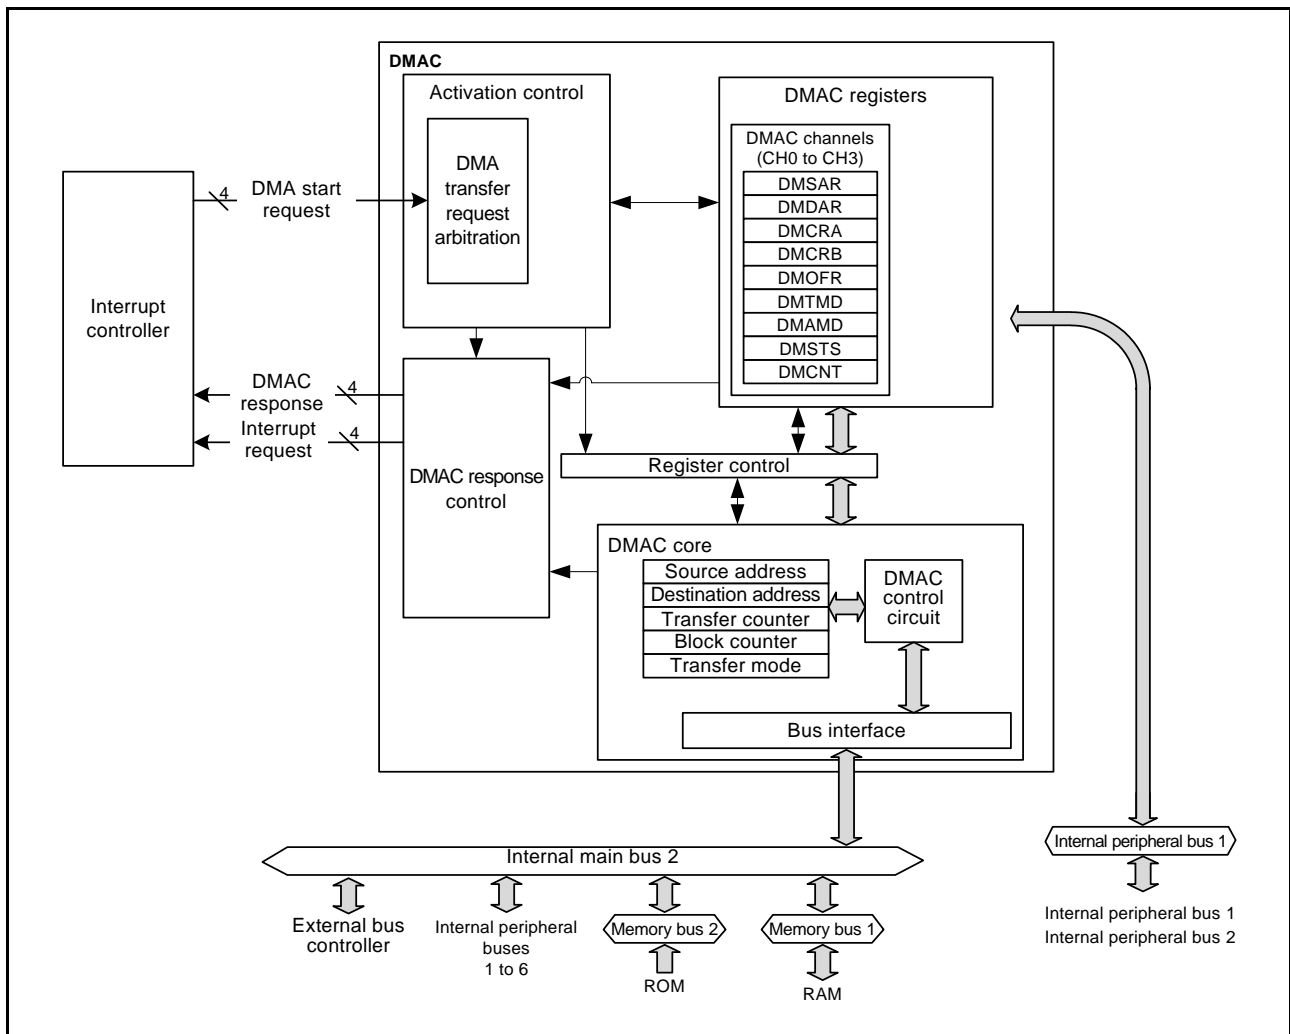 DMAC
Activation control
DMA
transfer
request
arbitration
DMAC registers
DMAC channels
(CH0 to CH3)
DMSAR
DMDAR
DMCRA
DMCRB
DMOFR
DMTMD
DMAMD
DMSTS
DMCNT
Interrupt
controller
4
DMA start
request
DMAC
response
4
Interrupt
request
4
DMAC response
control
Register control
DMAC core
Source address
Destination address
Transfer counter
Block counter
Transfer mode
DMAC
control
circuit
Bus interface
Internal main bus 2
Internal peripheral bus 1
External bus
controller
Internal peripheral
buses
1 to 6
Memory bus 2
ROM
Memory bus 1
RAM
Internal peripheral bus 1
Internal peripheral bus 2